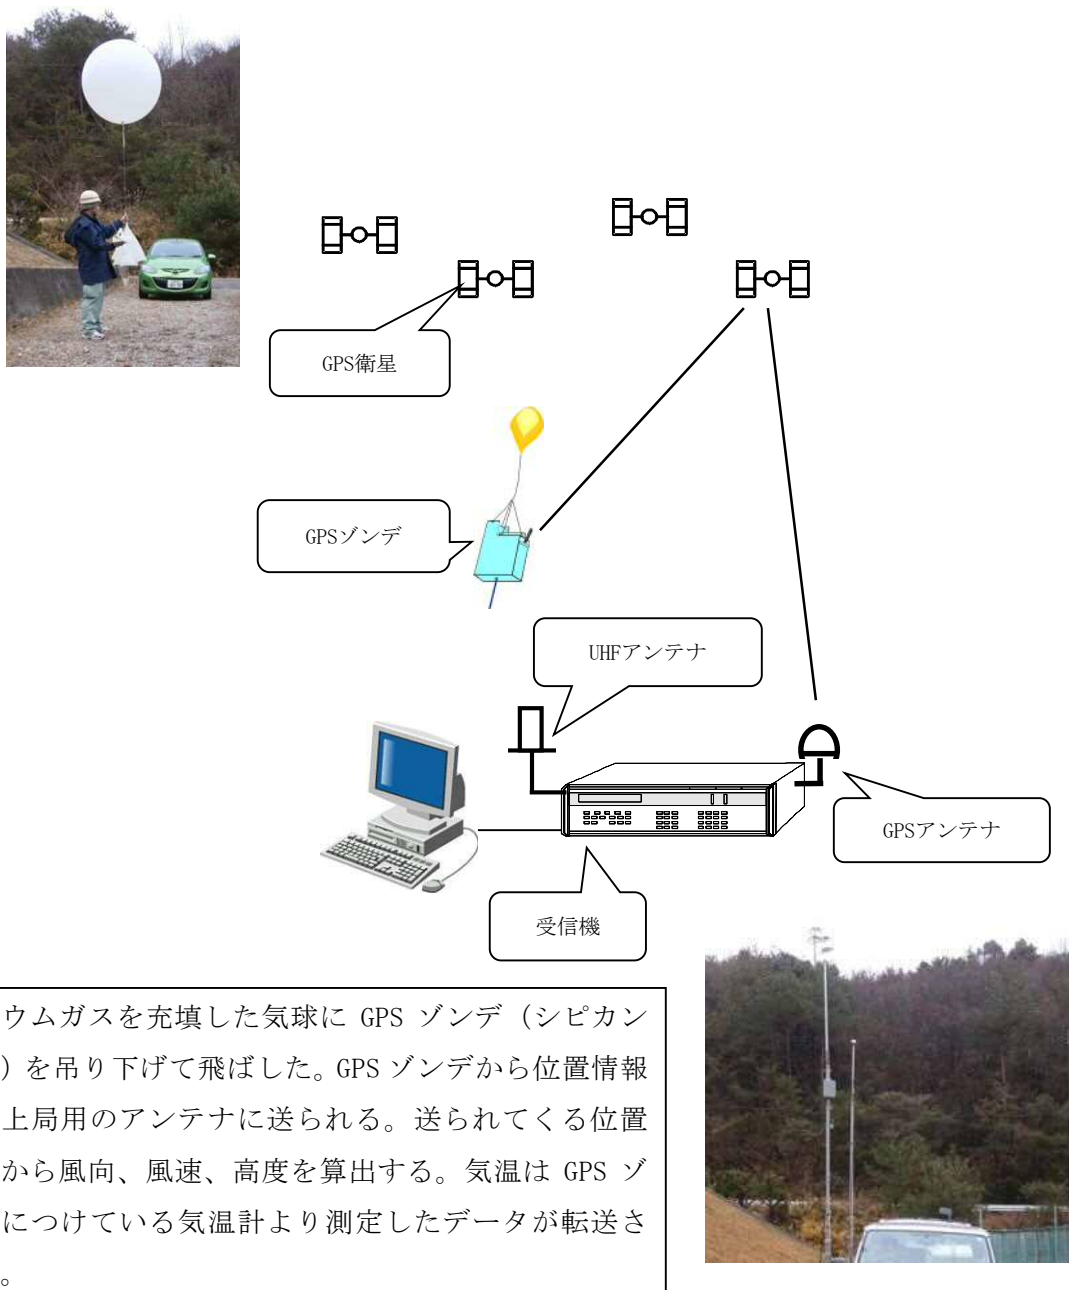 GPS衛星
GPSゾンデ
UHFアンテナ
GPSアンテナ
受信機
ウムガスを充填した気球に GPS ゾンデ（シピカン
）を吊り下げて飛ばした。GPS ゾンデから位置情報
上局用のアンテナに送られる。送られてくる位置
から風向、風速、高度を算出する。気温は GPS ゾ
につけている気温計より測定したデータが転送さ
。